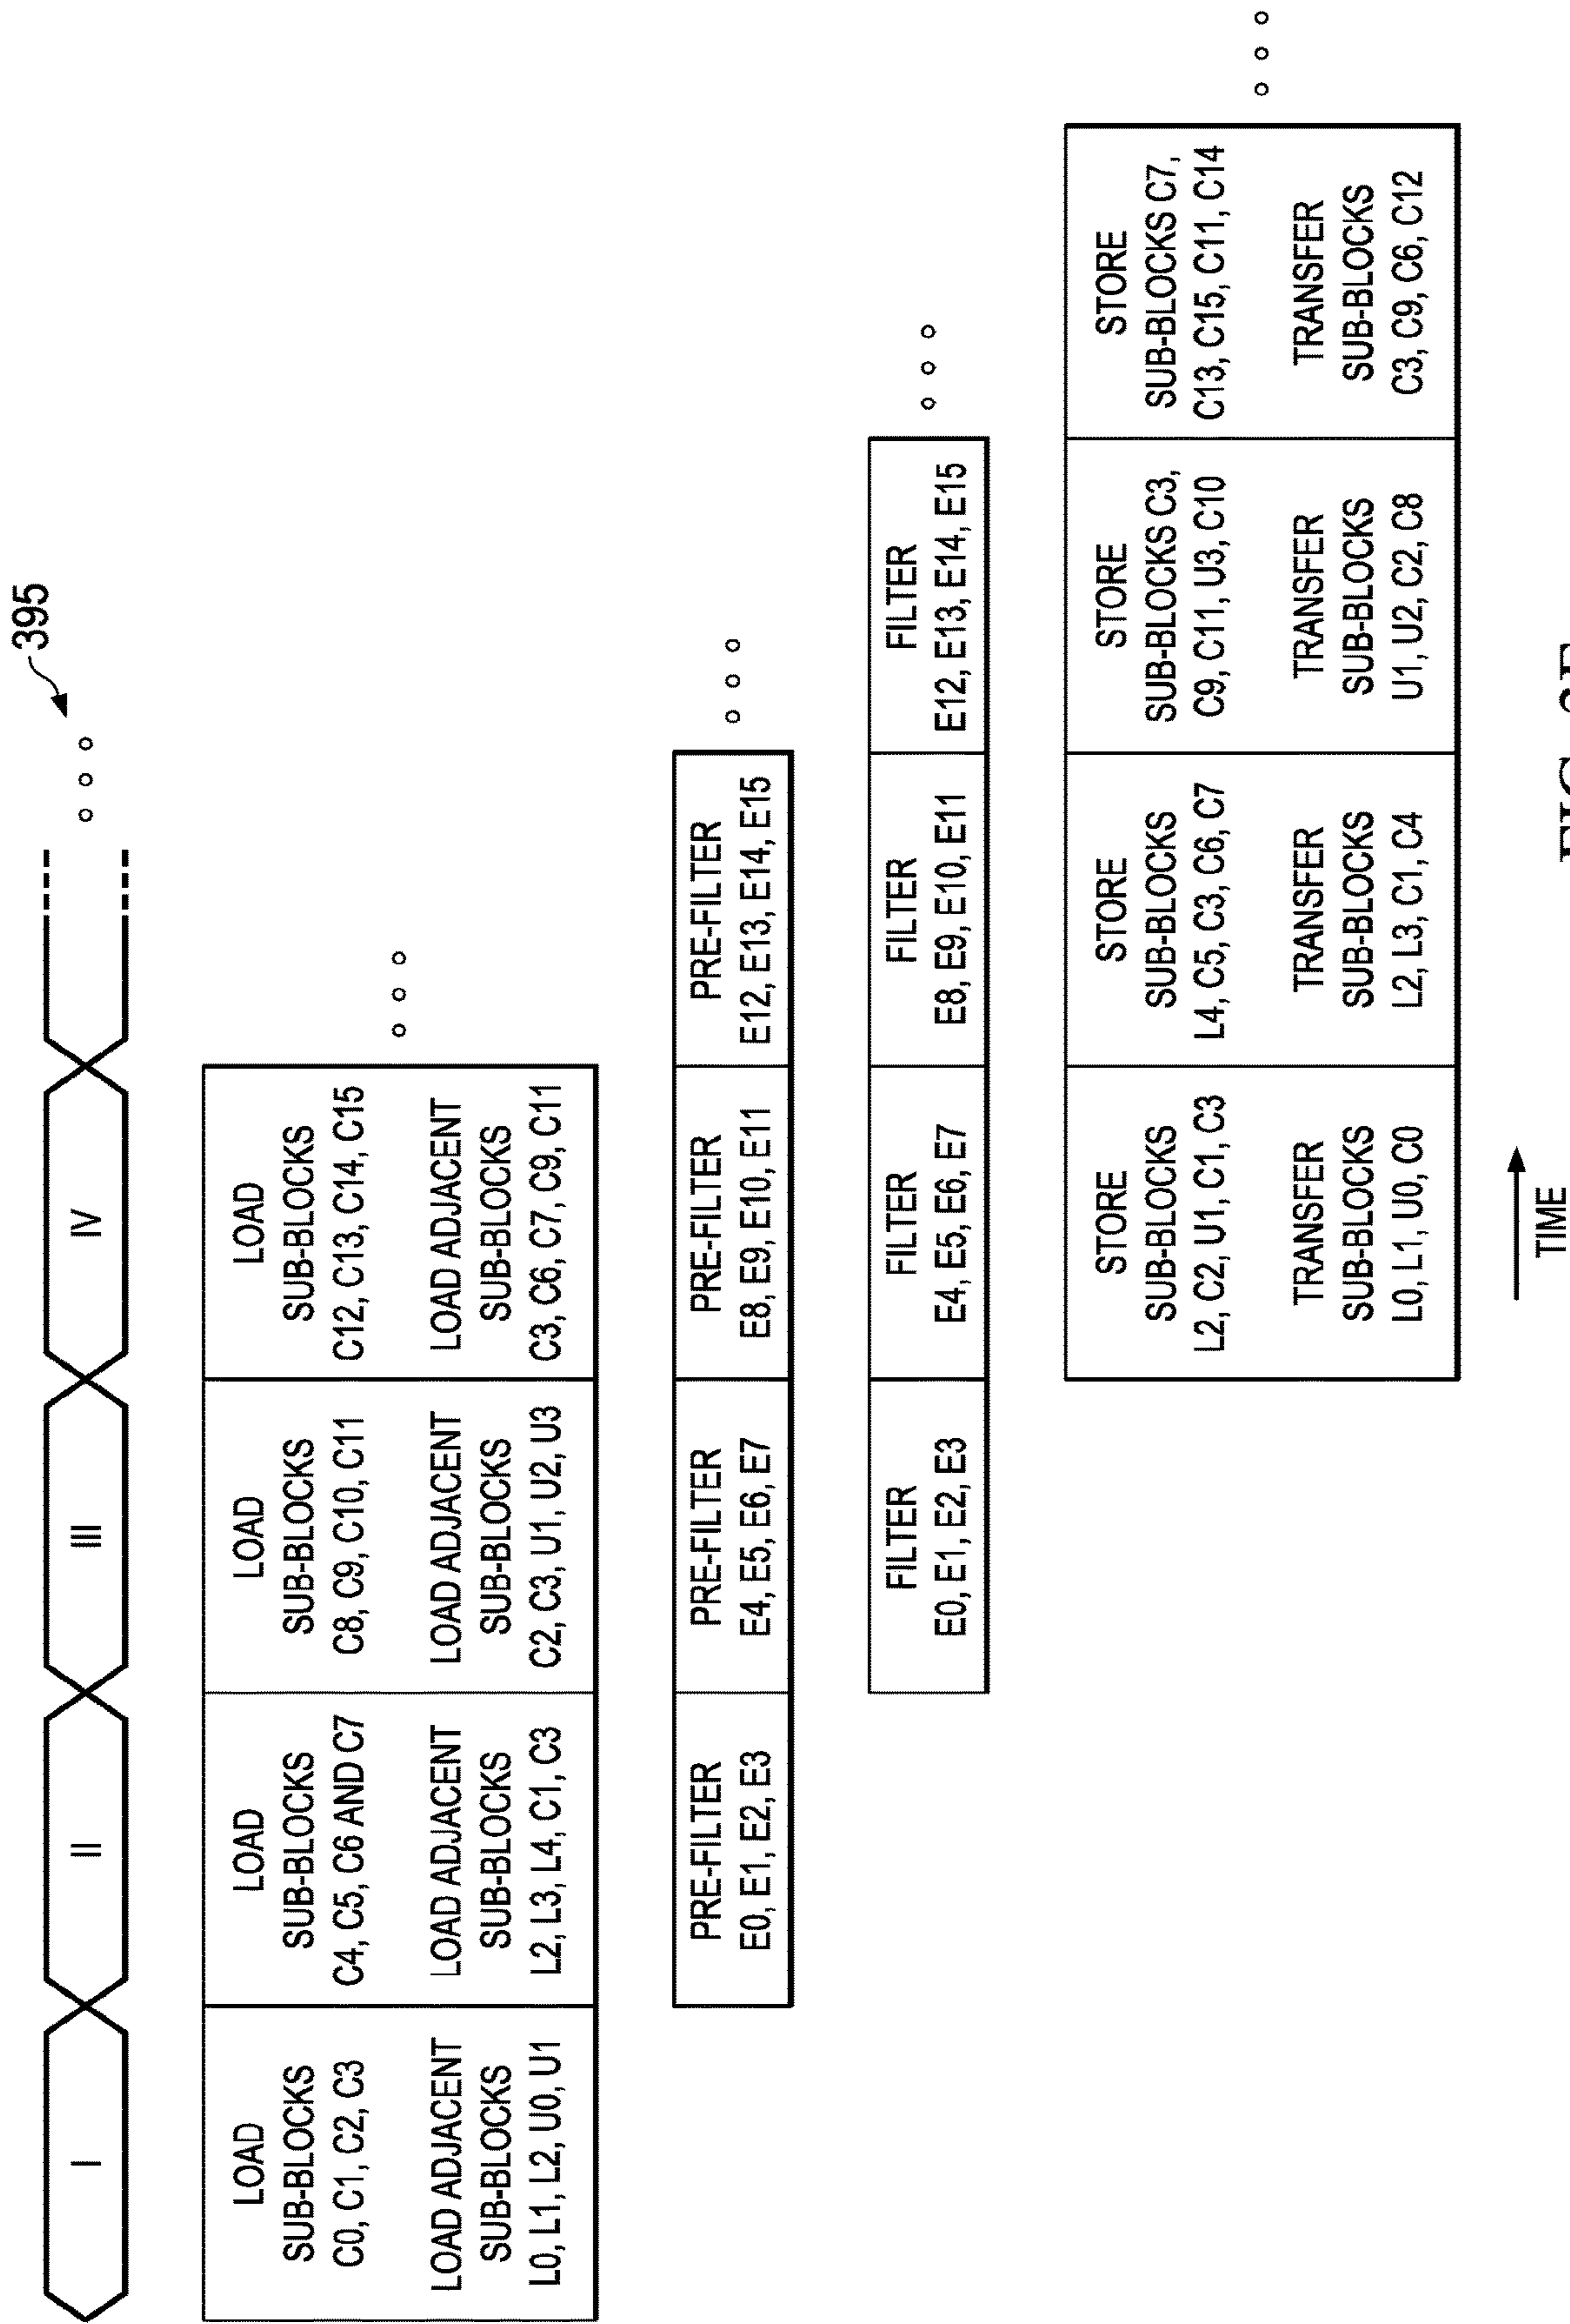 395
I
II
III
IV
LOAD
SUB-BLOCKS
C0, C1, C2, C3
LOAD ADJACENT
SUB-BLOCKS
L0, L1, L2, U0, U1
LOAD
SUB-BLOCKS
C4, C5, C6 AND C7
LOAD ADJACENT
SUB-BLOCKS
L2, L3, L4, C1, C3
LOAD
SUB-BLOCKS
C8, C9, C10, C11
LOAD ADJACENT
SUB-BLOCKS
C2, C3, U1, U2, U3
LOAD
SUB-BLOCKS
C12, C13, C14, C15
LOAD ADJACENT
SUB-BLOCKS
C3, C6, C7, C9, C11
PRE-FILTER
E0, E1, E2, E3
PRE-FILTER
E4, E5, E6, E7
PRE-FILTER
E8, E9, E10, E11
PRE-FILTER
E12, E13, E14, E15
FILTER
E0, E1, E2, E3
FILTER
E4, E5, E6, E7
FILTER
E8, E9, E10, E11
FILTER
E12, E13, E14, E15
STORE
SUB-BLOCKS
L2, C2, U1, C1, C3
TRANSFER
SUB-BLOCKS
L0, L1, U0, C0
STORE
SUB-BLOCKS
L4, C5, C3, C6, C7
TRANSFER
SUB-BLOCKS
L2, L3, C1, C4
STORE
SUB-BLOCKS C3,
C9, C11, U3, C10
TRANSFER
SUB-BLOCKS
U1, U2, C2, C8
STORE
SUB-BLOCKS C7,
C13, C15, C11, C14
TRANSFER
SUB-BLOCKS
C3, C9, C6, C12
TIME
FIG.